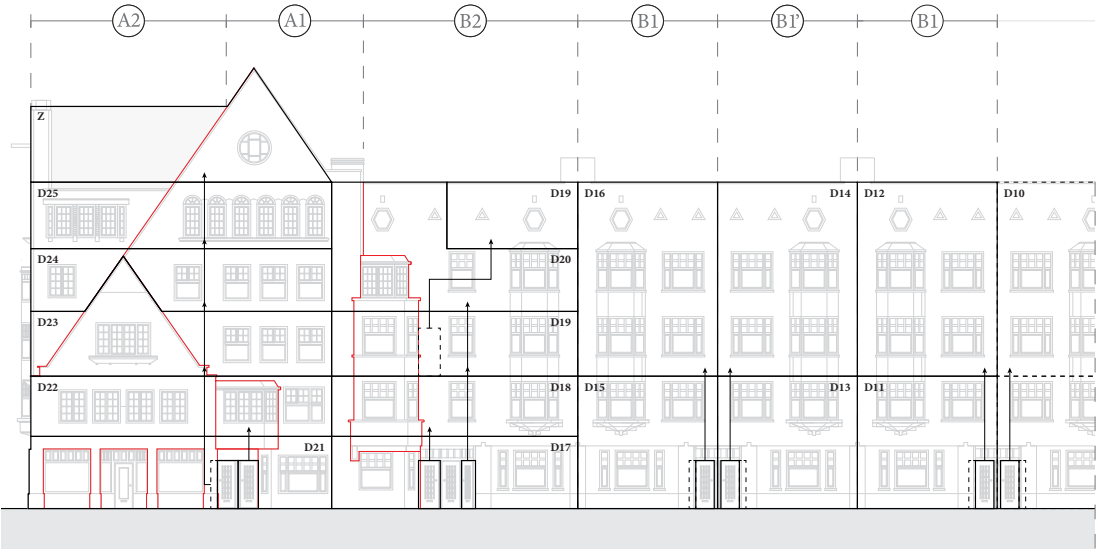 A2 A1 B2 B1 B1' B1
Z
D25 D19 D16 D14 D12 D10
D24 D20
D23 D19
D22 D18 D15 D13 D11
D21 D17